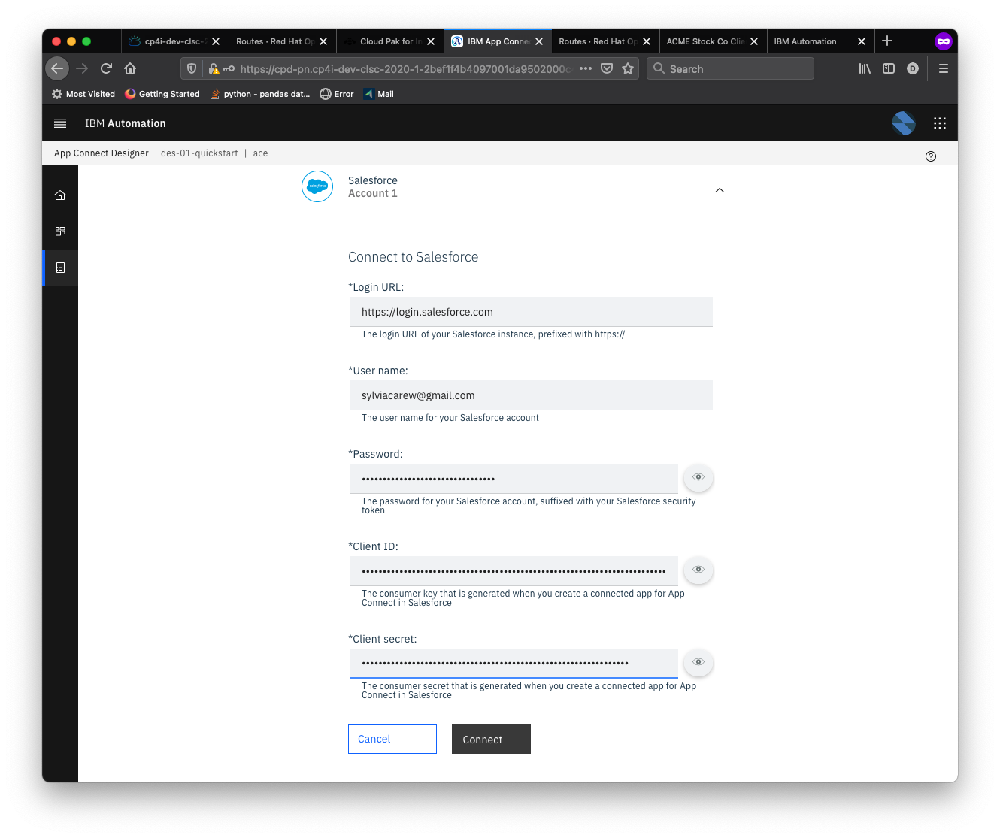 cp4i-dev-clsc-2
Routes · Red Hat Op
Cloud Pak for In
IBM App Conne
Routes · Red Hat Op
ACME Stock Co Clie
IBM Automation
https://cpd-pn.cp4i-dev-clsc-2020-1-2bef1f4b4097001da9502000c
Search
D
Most Visited
Getting Started
python - pandas dat...
Error
Mail
IBM Automation
App Connect Designer des-01-quickstart | ace
salesforce
Salesforce
Account 1
Connect to Salesforce
*Login URL:
https://login.salesforce.com
The login URL of your Salesforce instance, prefixed with https://
*User name:
sylviacarew@gmail.com
The user name for your Salesforce account
*Password:
The password for your Salesforce account, suffixed with your Salesforce security
token
*Client ID:
The consumer key that is generated when you create a connected app for App
Connect in Salesforce
*Client secret:
The consumer secret that is generated when you create a connected app for App
Connect in Salesforce
Cancel
Connect